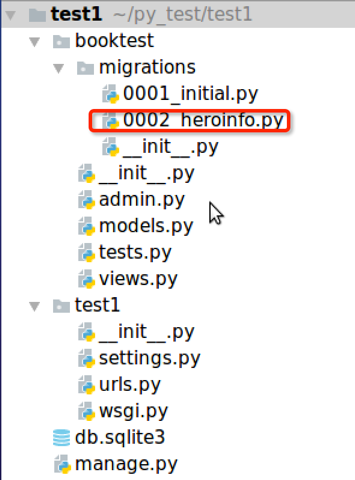 test1 ~/py_test/test1
booktest
migrations
0001_initial.py
0002_heroinfo.py
__init__.py
__init__.py
admin.py
models.py
tests.py
views.py
test1
__init__.py
settings.py
urls.py
wsgi.py
db.sqlite3
manage.py